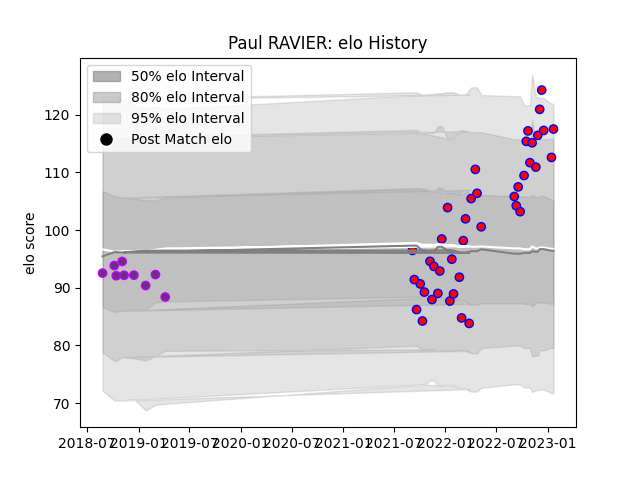 Paul RAVIER: elo History
50% elo Interval
80% elo Interval
95% elo Interval
Post Match elo
elo score
120
110
100
90
80
70
2018-07 2019-01 2019-07 2020-01 2020-07 2021-01 2021-07 2022-01 2022-07 2023-01